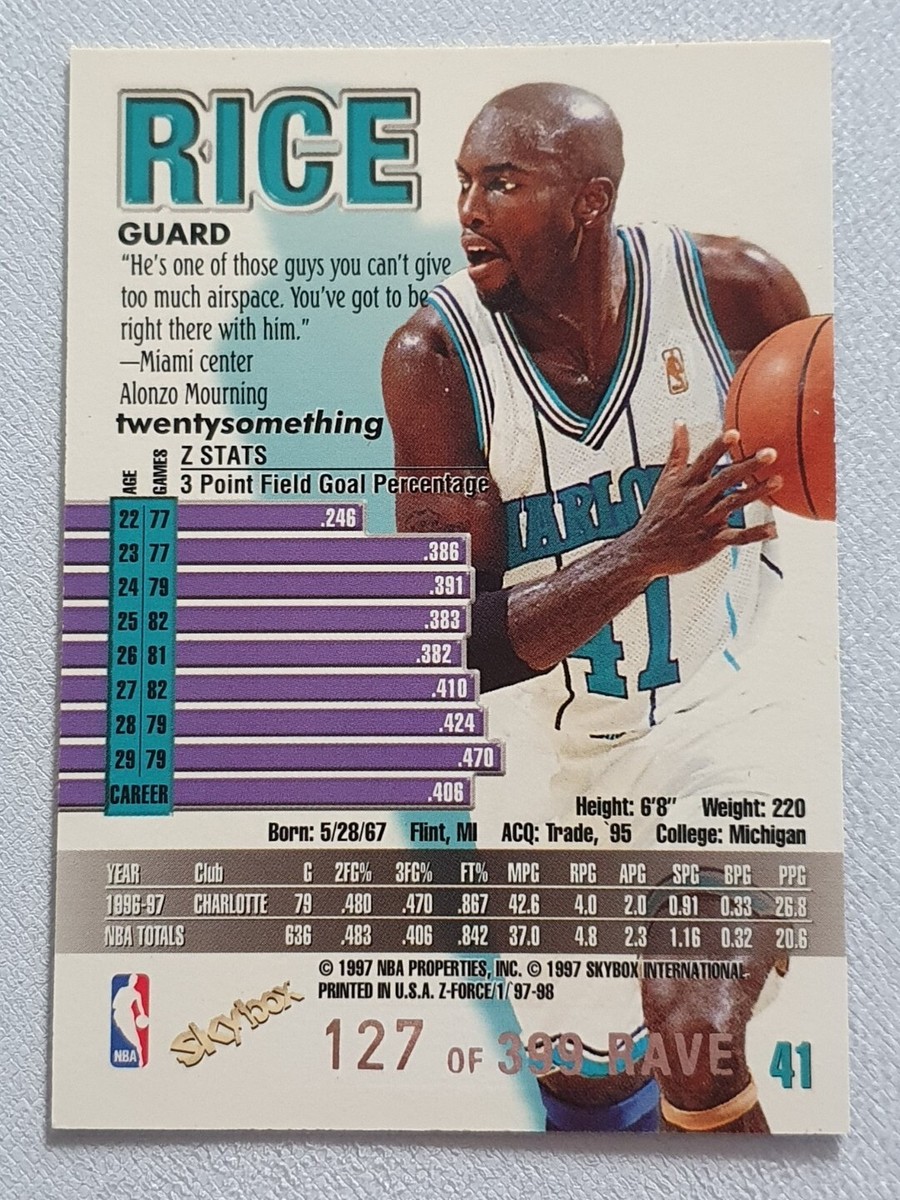 RICE
GUARD
"He's one of those guys you can't give
too much airspace. You've got to be
right there with him."
—Miami center
Alonzo Mourning
twentysomething
AGE GAMES Z STATS
3 Point Field Goal Percentage
22 77 .246
23 77 .386
24 79 .391
25 82 .383
26 81 .382
27 82 .410
28 79 .424
29 79 .470
CAREER .406
41
Height: 6'8" Weight: 220
Born: 5/28/67 Flint, MI ACQ: Trade, `95 College: Michigan
YEAR Club G 2FG% 3FG% FT% MPG RPG APG SPG BPG PPG
1996-97 CHARLOTTE 79 .480 .470 .867 42.6 4.0 2.0 0.91 0.33 26.8
NBA TOTALS 636 .483 .406 .842 37.0 4.8 2.3 1.16 0.32 20.6
© 1997 NBA PROPERTIES, INC. © 1997 SKYBOX INTERNATIONAL.
PRINTED IN U.S.A. Z-FORCE/1/`97-98
NBA
skybox
127 OF 399 RAVE 41